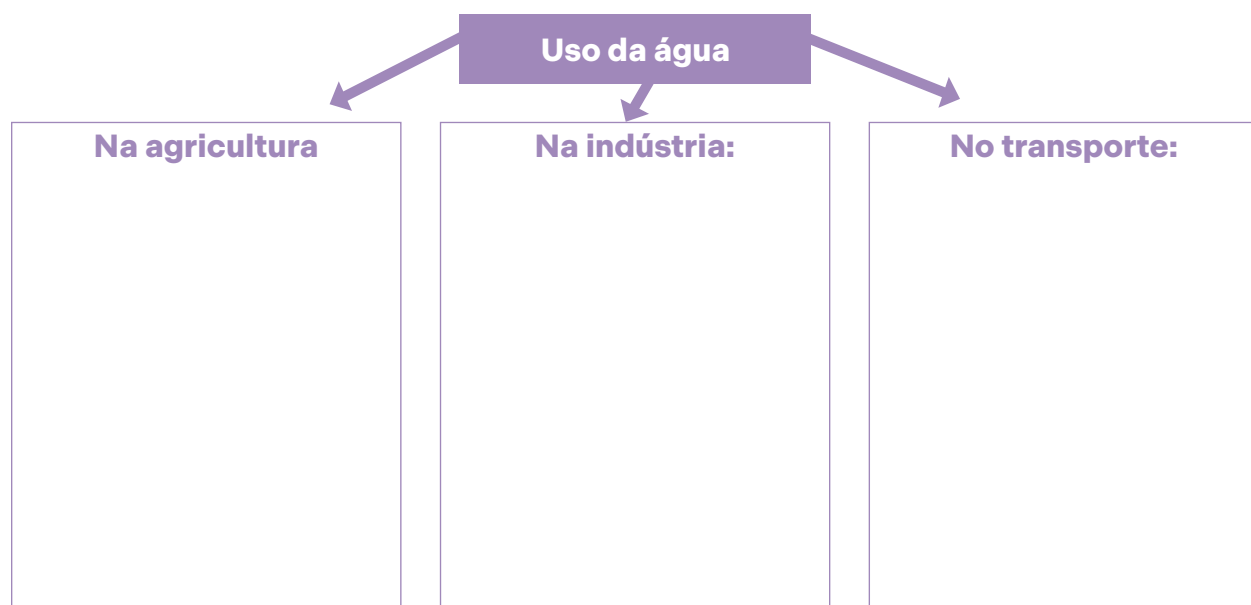 Uso da água
Na agricultura
Na indústria:
No transporte: